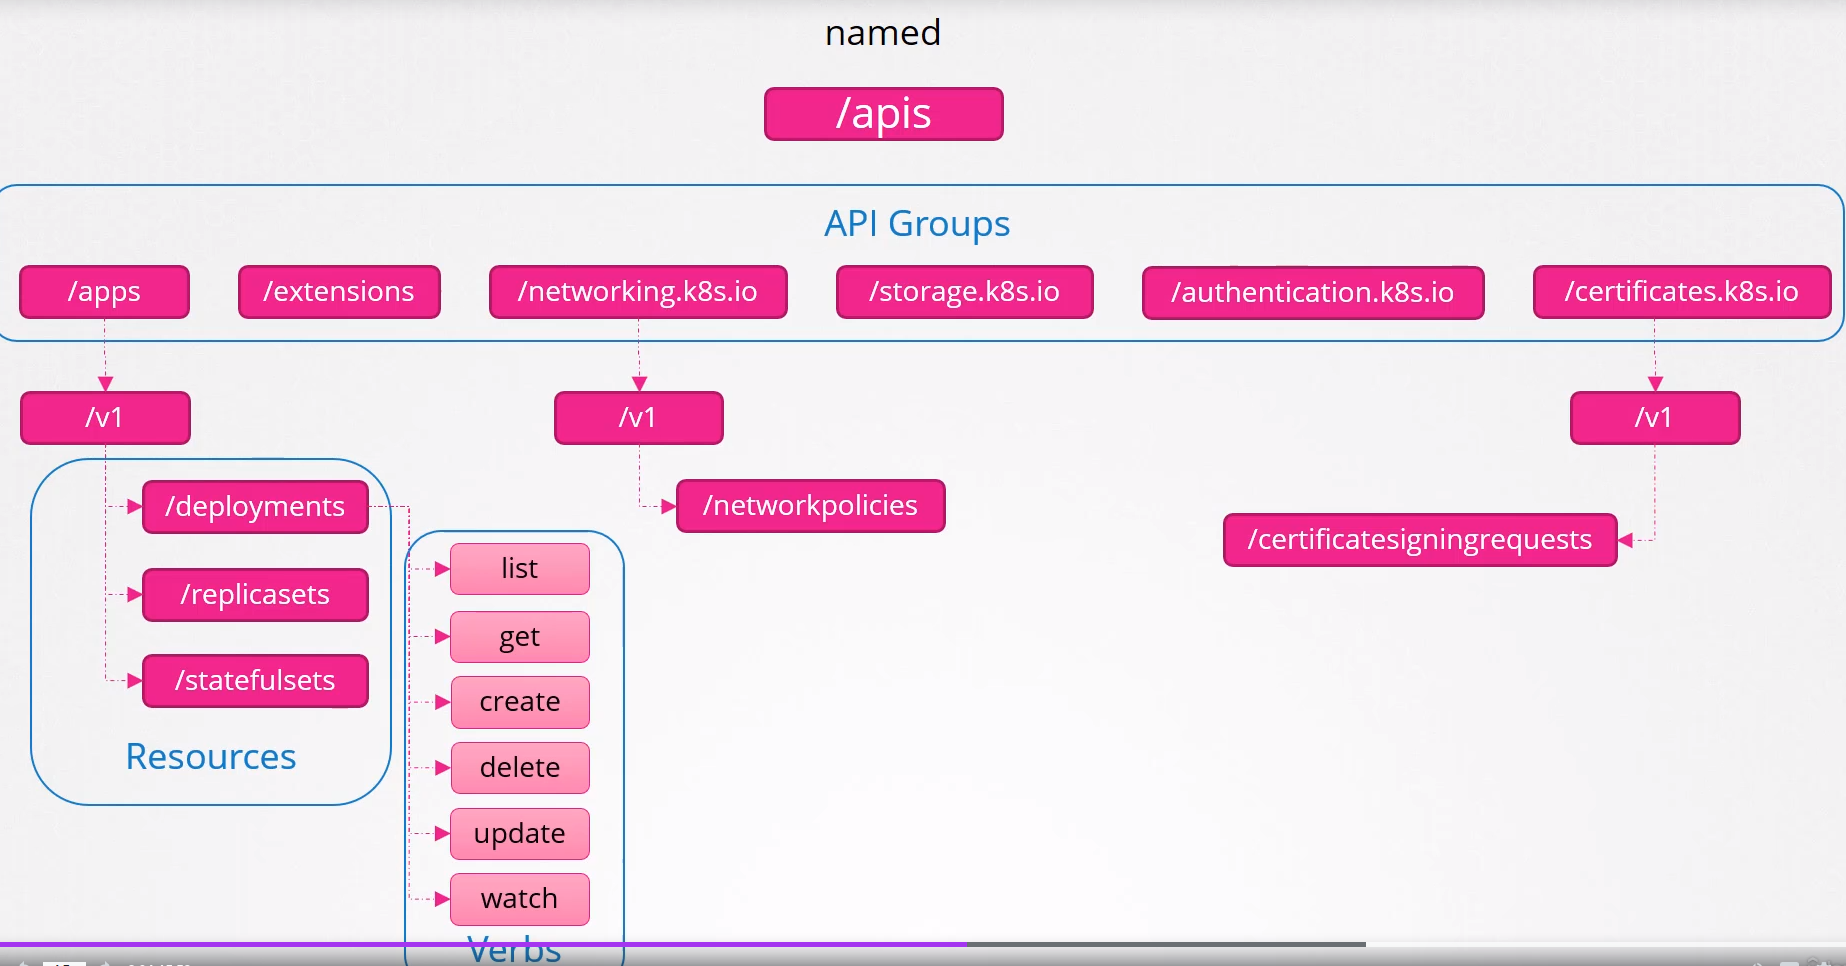 named
/apis
API Groups
/apps
/extensions
/networking.k8s.io
/storage.k8s.io
/authentication.k8s.io
/certificates.k8s.io
/v1
/v1
/v1
/deployments
/replicasets
/statefulsets
Resources
/networkpolicies
/certificatesigningrequests
list
get
create
delete
update
watch
Verbs